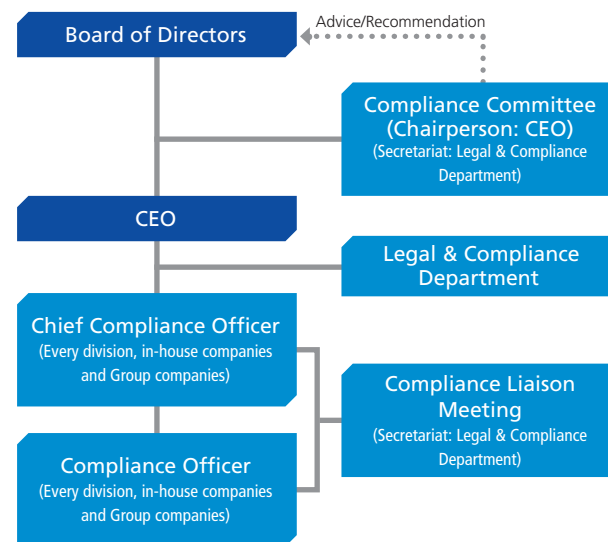 Board of Directors
Advice/Recommendation
Compliance Committee
(Chairperson: CEO)
(Secretariat: Legal & Compliance
Department)
CEO
Legal & Compliance
Department
Chief Compliance Officer
(Every division, in-house companies
and Group companies)
Compliance Liaison
Meeting
(Secretariat: Legal & Compliance
Department)
Compliance Officer
(Every division, in-house companies
and Group companies)